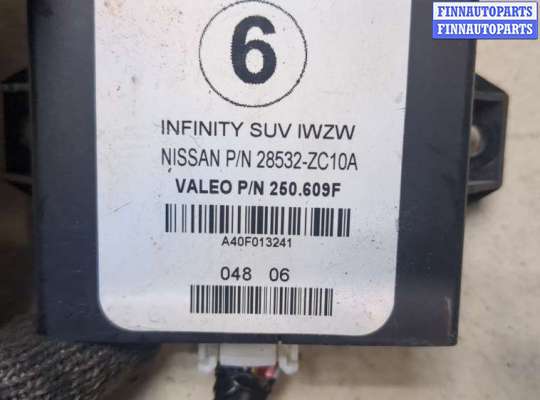 FINNAUTOPARTS
FINNAUTOPARTS
6
INFINITY SUV IWZW
NISSAN P/N 28532-ZC10A
VALEO P/N 250.609F
A40F013241
048 06